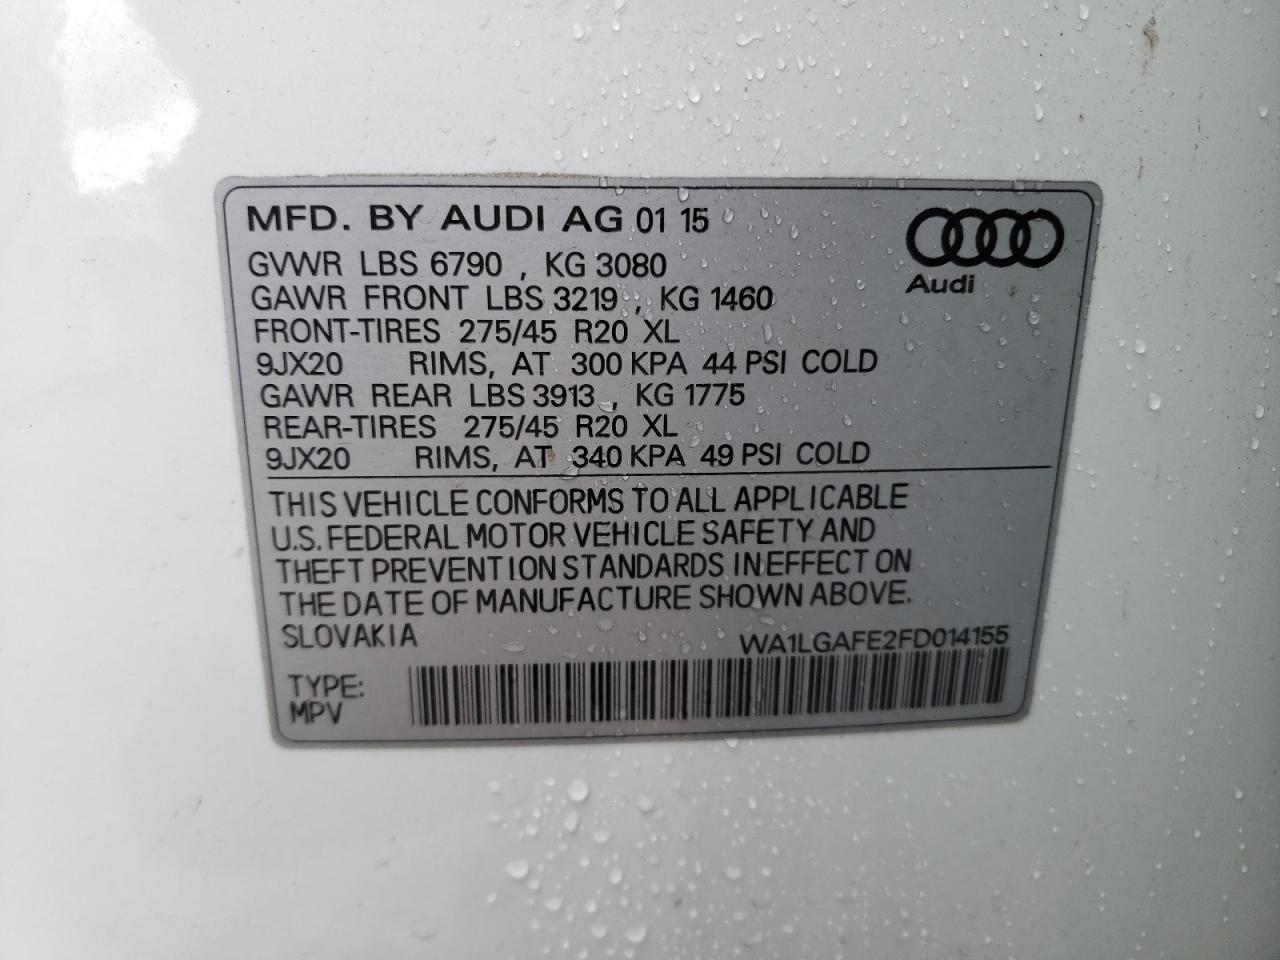 MFD. BY AUDI AG 01 15
Audi
GVWR LBS 6790 , KG 3080
GAWR FRONT LBS 3219 , KG 1460
FRONT-TIRES 275/45 R20 XL
9JX20 RIMS, AT 300 KPA 44 PSI COLD
GAWR REAR LBS 3913 , KG 1775
REAR-TIRES 275/45 R20 XL
9JX20 RIMS, AT 340 KPA 49 PSI COLD
THIS VEHICLE CONFORMS TO ALL APPLICABLE
U.S. FEDERAL MOTOR VEHICLE SAFETY AND
THEFT PREVENTION STANDARDS IN EFFECT ON
THE DATE OF MANUFACTURE SHOWN ABOVE.
SLOVAKIA WA1LGAFE2FD014155
TYPE:
MPV